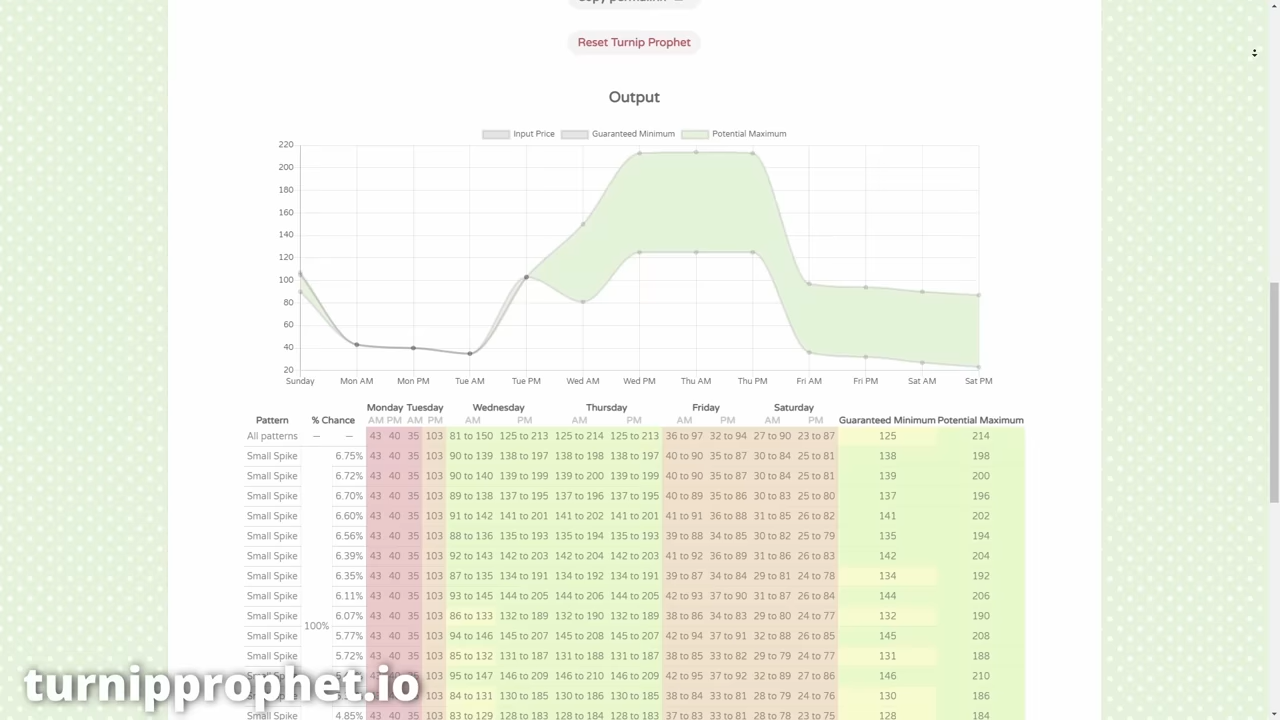 Copy permalink
Reset Turnip Prophet
Output
Input Price Guaranteed Minimum Potential Maximum
220
200
180
160
140
120
100
80
60
40
20
Sunday Mon AM Mon PM Tue AM Tue PM Wed AM Wed PM Thu AM Thu PM Fri AM Fri PM Sat AM Sat PM
Monday Tuesday Wednesday Thursday Friday Saturday
Pattern % Chance AM PM AM PM AM PM AM PM AM PM AM PM Guaranteed Minimum Potential Maximum
All patterns — — 43 40 35 103 81 to 150 125 to 213 125 to 214 125 to 213 36 to 97 32 to 94 27 to 90 23 to 87 125 214
Small Spike 6.75% 43 40 35 103 90 to 139 138 to 197 138 to 198 138 to 197 40 to 90 35 to 87 30 to 84 25 to 81 138 198
Small Spike 6.72% 43 40 35 103 90 to 140 139 to 199 139 to 200 139 to 199 40 to 90 35 to 87 30 to 84 25 to 81 139 200
Small Spike 6.70% 43 40 35 103 89 to 138 137 to 195 137 to 196 137 to 195 40 to 89 35 to 86 30 to 83 25 to 80 137 196
Small Spike 6.60% 43 40 35 103 91 to 142 141 to 201 141 to 202 141 to 201 41 to 91 36 to 88 31 to 85 26 to 82 141 202
Small Spike 6.56% 43 40 35 103 88 to 136 135 to 193 135 to 194 135 to 193 39 to 88 34 to 85 30 to 82 25 to 79 135 194
Small Spike 6.39% 43 40 35 103 92 to 143 142 to 203 142 to 204 142 to 203 41 to 92 36 to 89 31 to 86 26 to 83 142 204
Small Spike 6.35% 43 40 35 103 87 to 135 134 to 191 134 to 192 134 to 191 39 to 87 34 to 84 29 to 81 24 to 78 134 192
Small Spike 6.11% 43 40 35 103 93 to 145 144 to 205 144 to 206 144 to 205 42 to 93 37 to 90 31 to 87 26 to 84 144 206
Small Spike 6.07% 43 40 35 103 86 to 133 132 to 189 132 to 190 132 to 189 38 to 86 34 to 83 29 to 80 24 to 77 132 190
100%
Small Spike 5.77% 43 40 35 103 94 to 146 145 to 207 145 to 208 145 to 207 42 to 94 37 to 91 32 to 88 26 to 85 145 208
Small Spike 5.72% 43 40 35 103 85 to 132 131 to 187 131 to 188 131 to 187 38 to 85 33 to 82 29 to 79 24 to 77 131 188
43 40 35 103 95 to 147 146 to 209 146 to 210 146 to 209 42 to 95 37 to 92 32 to 89 27 to 86 146 210
35 103 84 to 131 130 to 185 130 to 186 130 to 185 38 to 84 33 to 81 28 to 79 24 to 76 130 186
Small Spike 4.85% 43 40 35 103 83 to 129 128 to 183 128 to 184 128 to 183 37 to 83 33 to 81 28 to 78 23 to 75 128 184
turnipprophet.io